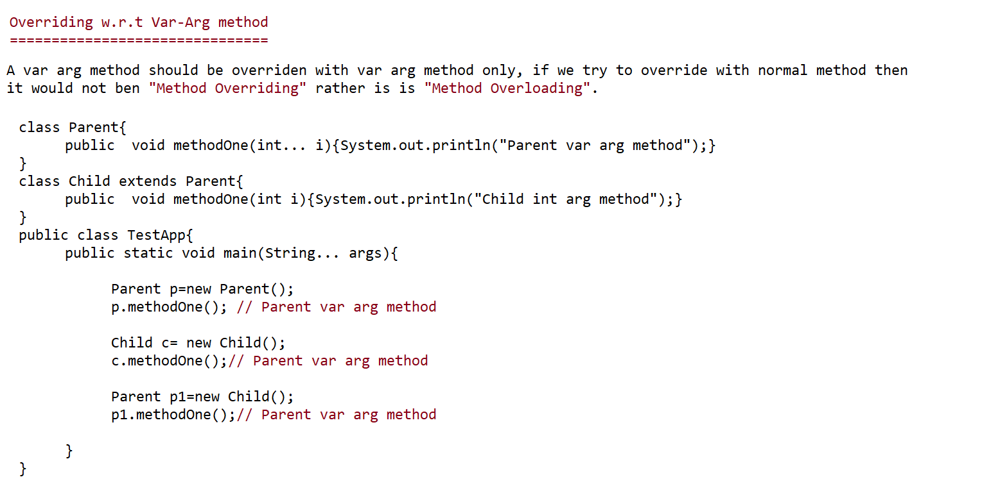 Overriding w.r.t Var-Arg method
===============================
A var arg method should be overriden with var arg method only, if we try to override with normal method then
it would not ben "Method Overriding" rather is is "Method Overloading".
class Parent{
public  void methodOne(int... i){System.out.println("Parent var arg method");}
}
class Child extends Parent{
public  void methodOne(int i){System.out.println("Child int arg method");}
}
public class TestApp{
public static void main(String... args){
Parent p=new Parent();
p.methodOne(); // Parent var arg method
Child c= new Child();
c.methodOne();// Parent var arg method
Parent p1=new Child();
p1.methodOne();// Parent var arg method
}
}